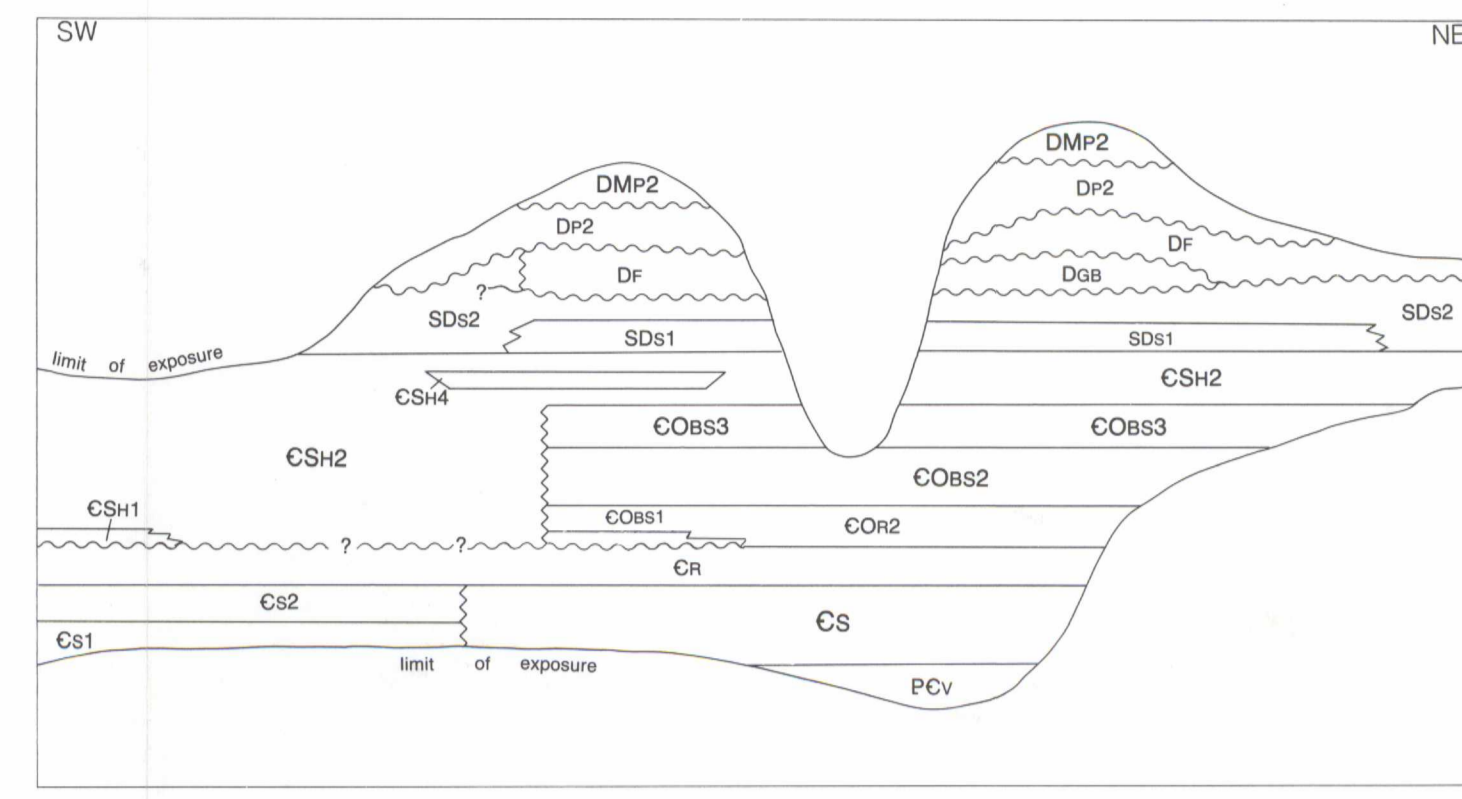 SW
NE
DMP2
DMP2
DP2
DP2
DF
DF
DGB
?
SDS2
SDS2
SDS1
SDS1
limit of exposure
ЄSH2
ЄSH4
ЄOBS3
ЄOBS3
ЄSH2
ЄOBS2
ЄSH1
ЄOBS1
ЄOR2
?
?
ЄR
ЄS2
ЄS
ЄS1
limit of exposure
PЄV